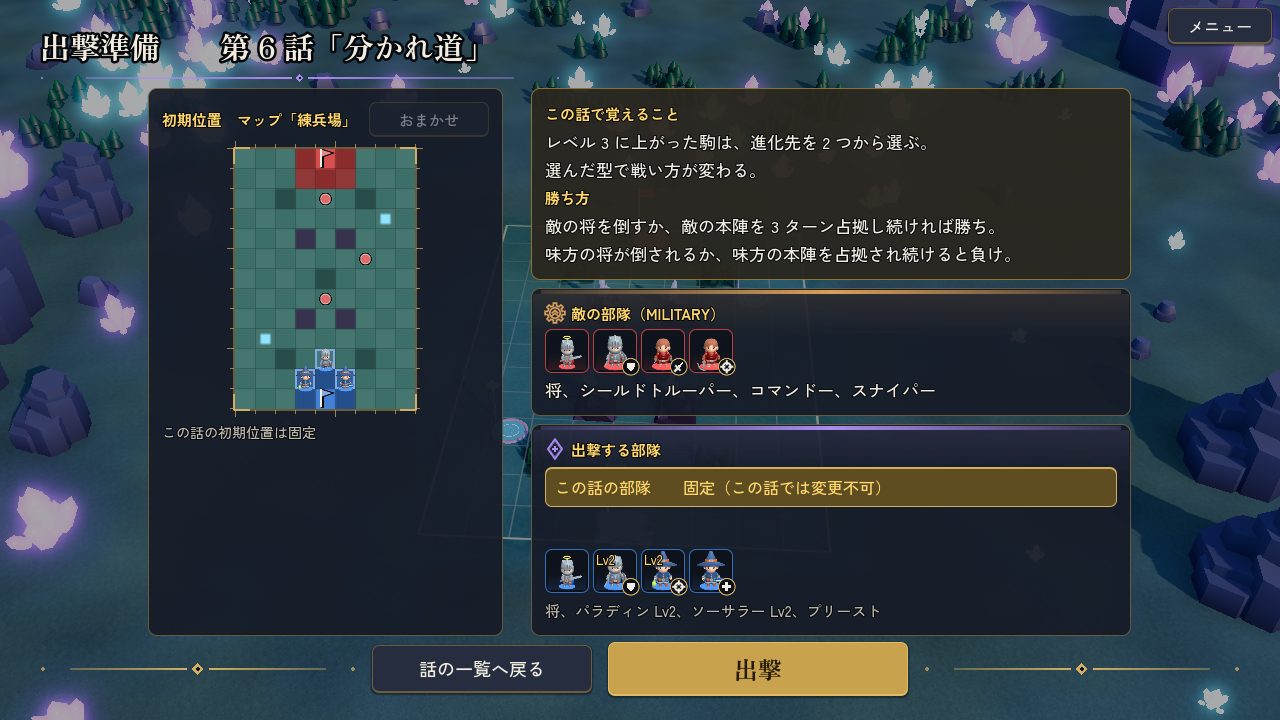 出撃準備　　第６話「分かれ道」
メニュー
初期位置　マップ「練兵場」
おまかせ
この話の初期位置は固定
この話で覚えること
レベル 3 に上がった駒は、進化先を 2 つから選ぶ。
選んだ型で戦い方が変わる。
勝ち方
敵の将を倒すか、敵の本陣を 3 ターン占拠し続ければ勝ち。
味方の将が倒されるか、味方の本陣を占拠され続けると負け。
敵の部隊（MILITARY）
将、シールドトルーパー、コマンドー、スナイパー
出撃する部隊
この話の部隊　　固定（この話では変更不可）
Lv2 Lv2
将、パラディン Lv2、ソーサラー Lv2、プリースト
話の一覧へ戻る
出撃